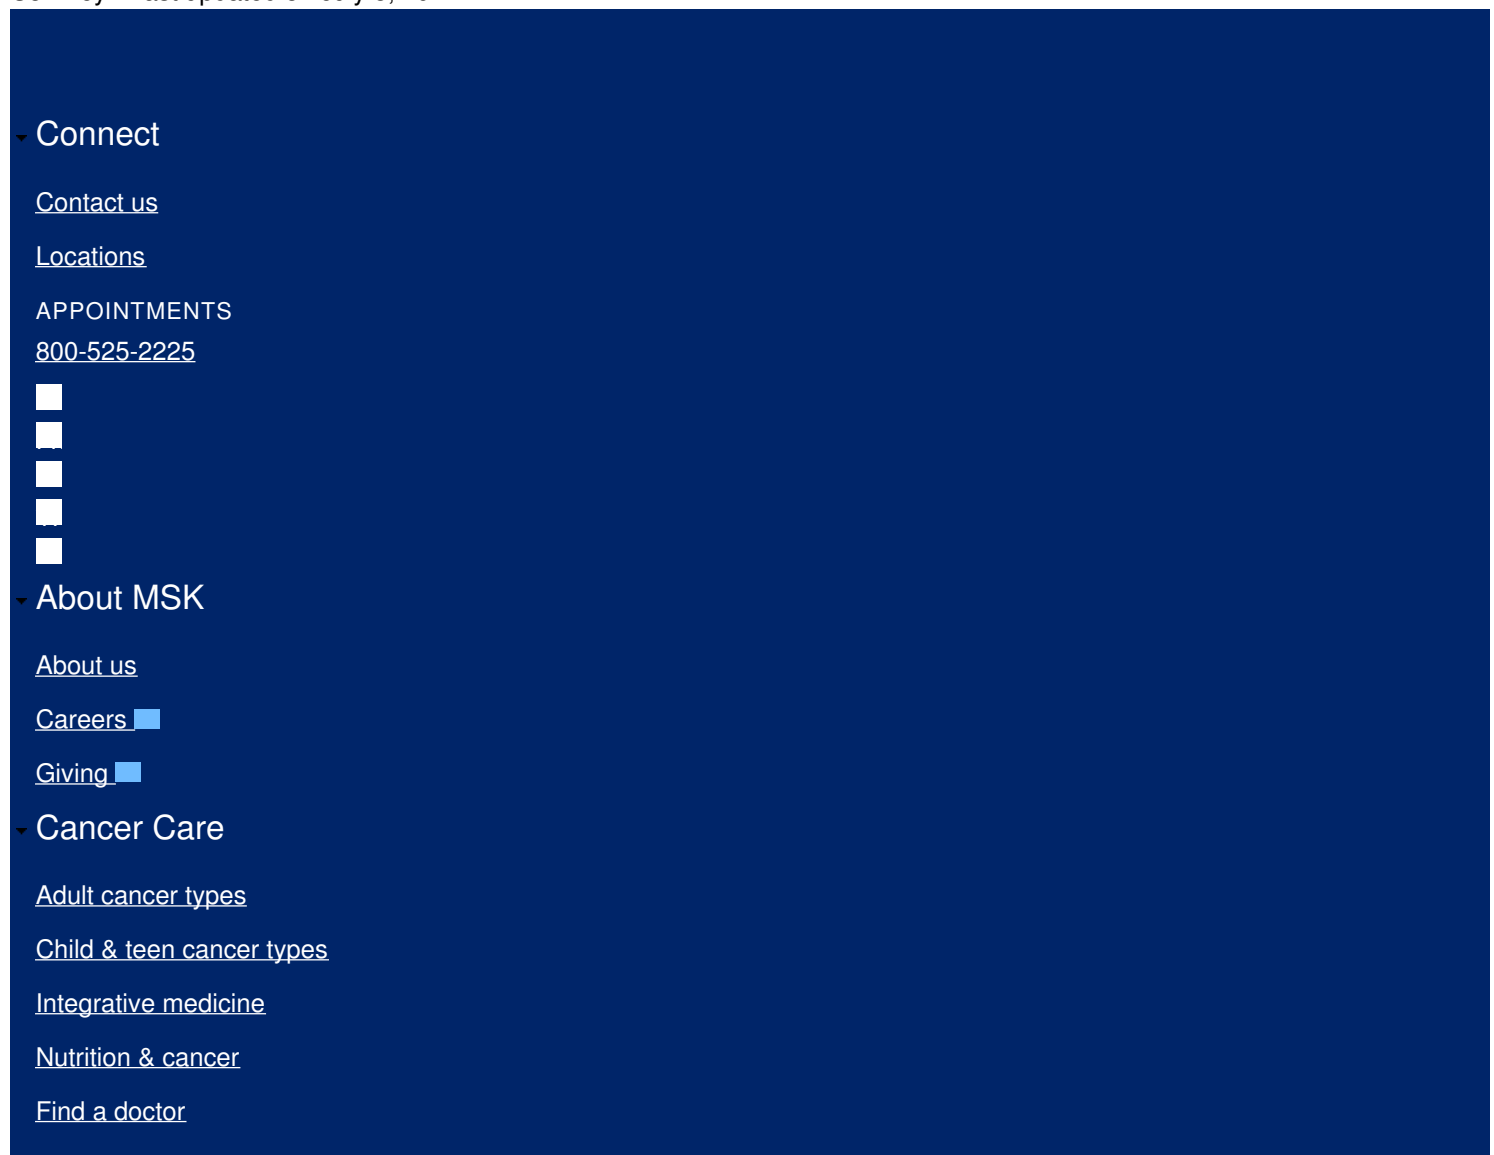 Connect
Contact us
Locations
APPOINTMENTS
800-525-2225
About MSK
About us
Careers
Giving
Cancer Care
Adult cancer types
Child & teen cancer types
Integrative medicine
Nutrition & cancer
Find a doctor